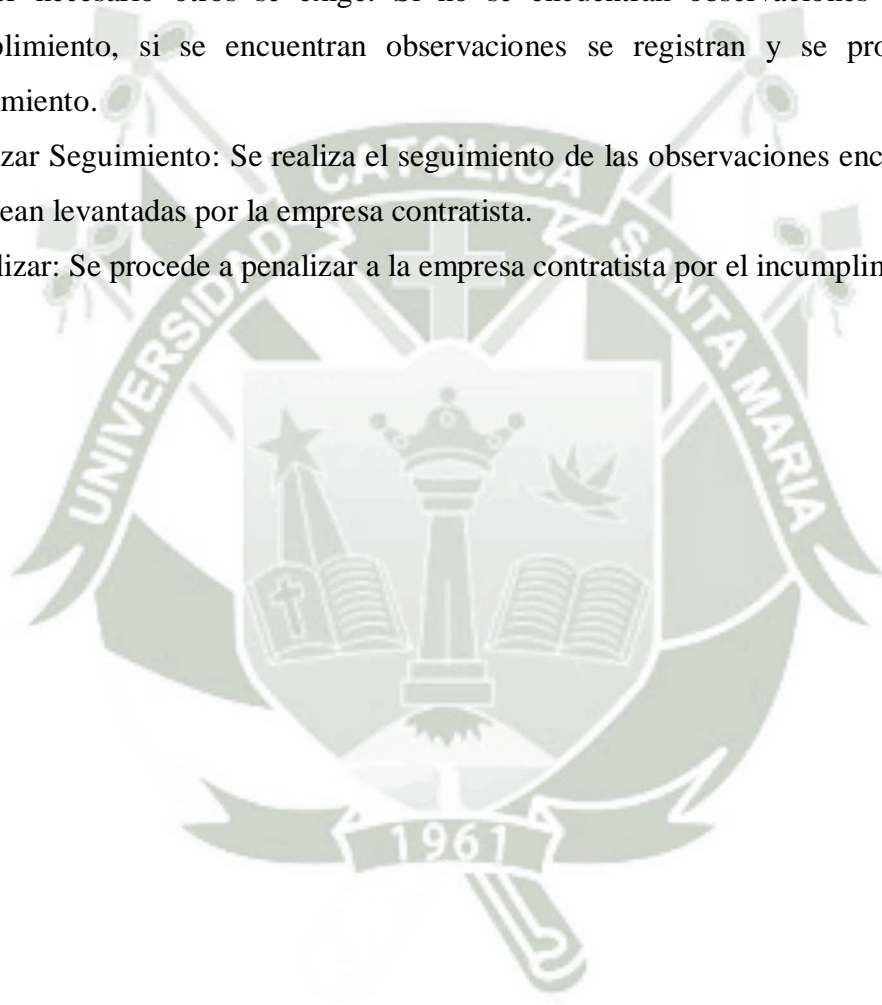 necesario otros se exige. Si no se encuentran observaciones
limiento, si se encuentran observaciones se registran y se pro
miento.
zar Seguimiento: Se realiza el seguimiento de las observaciones enc
ean levantadas por la empresa contratista.
lizar: Se procede a penalizar a la empresa contratista por el incumplin
UNIVERSIDAD CATOLICA SANTA MARIA
1961